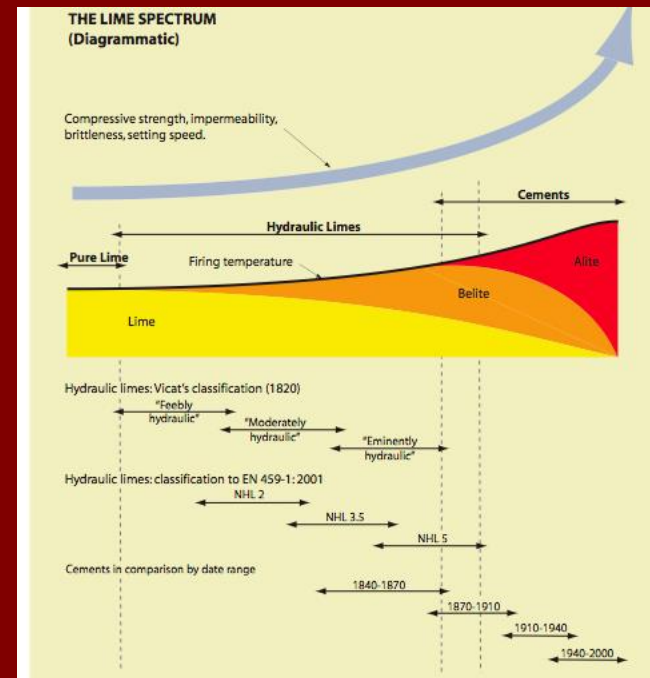 THE LIME SPECTRUM
(Diagrammatic)
Compressive strength, impermeability,
brittleness, setting speed.
Cements
Hydraulic Limes
Pure Lime
Firing temperature
Alite
Belite
Lime
Hydraulic limes: Vicat's classification (1820)
"Feebly
hydraulic"
"Moderately
hydraulic"
"Eminently
hydraulic"
Hydraulic limes: classification to EN 459-1: 2001
NHL 2
NHL 3.5
NHL 5
Cements in comparison by date range
1840-1870
1870-1910
1910-1940
1940-2000